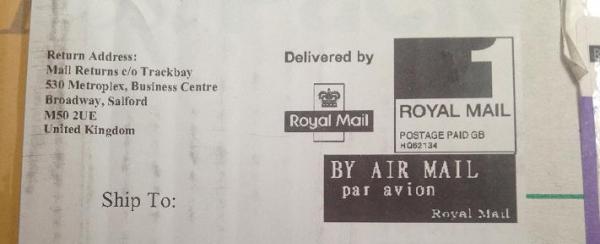 Return Address:
Mail Returns c/o Trackbay
530 Metroplex, Business Centre
Broadway, Salford
M50 2UE
United Kingdom
Ship To:
Delivered by
Royal Mail
1
ROYAL MAIL
POSTAGE PAID GB
HQ62134
BY AIR MAIL
par avion
Royal Mail